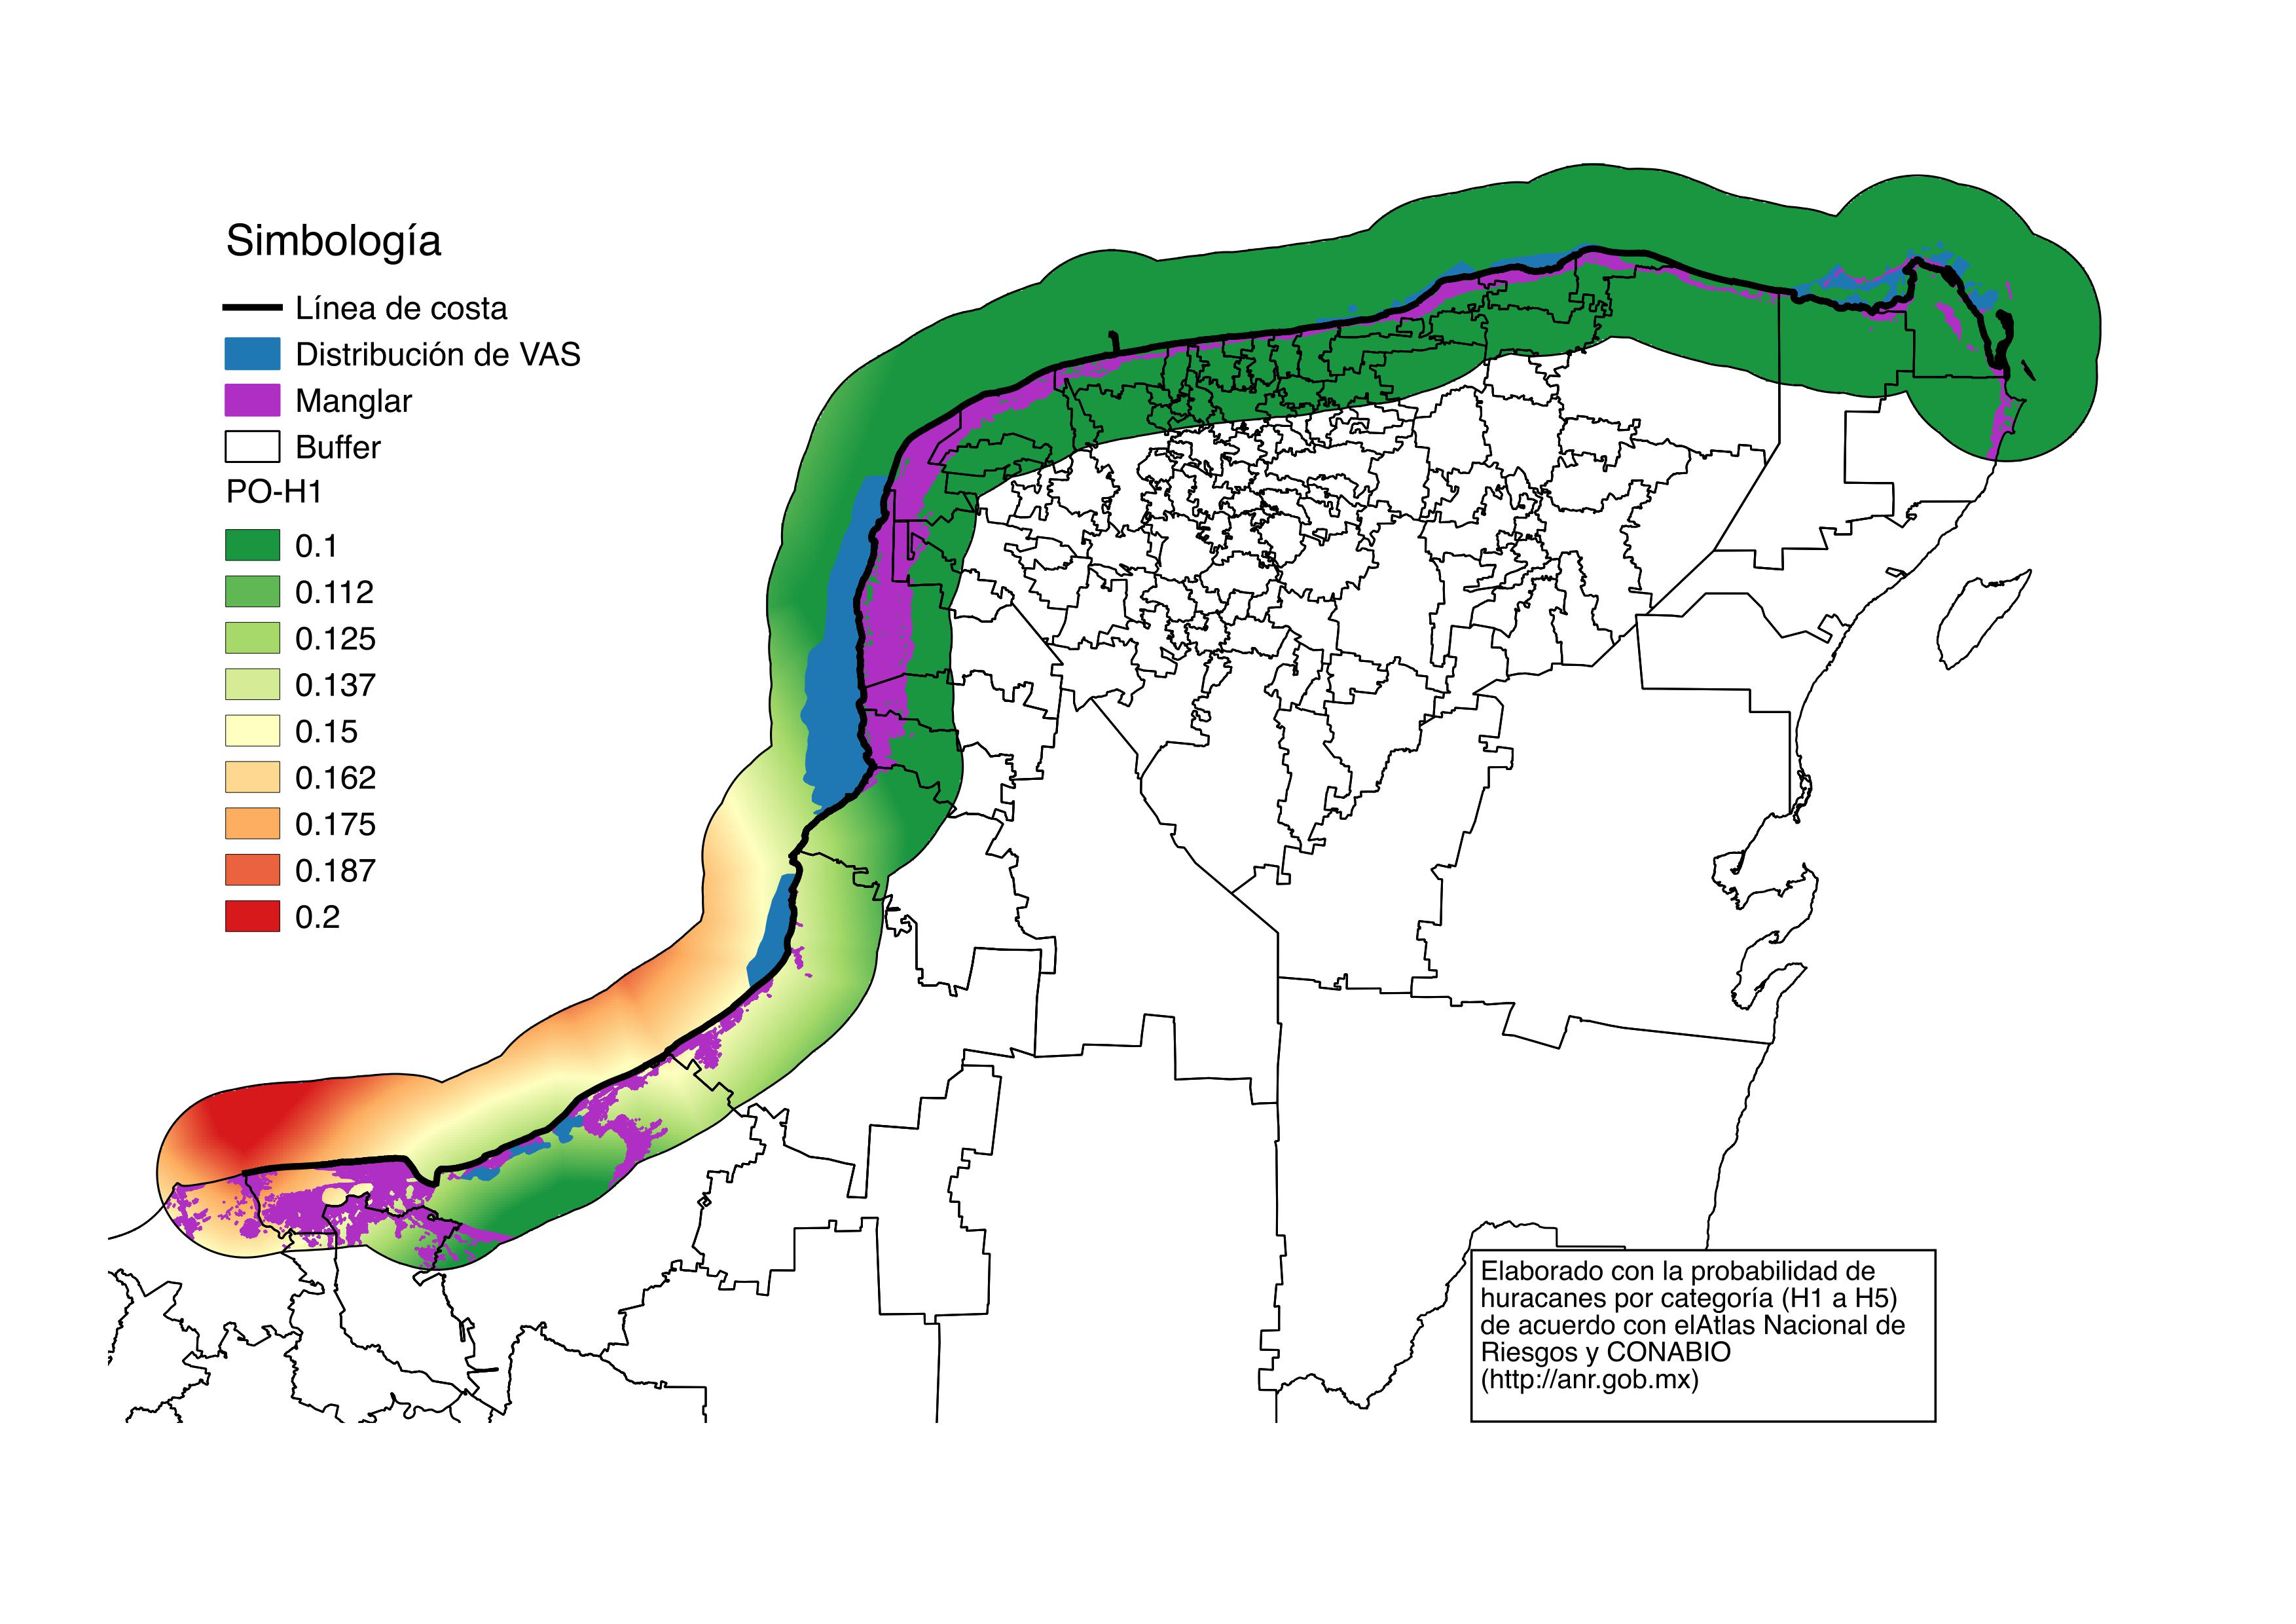 Simbología
Línea de costa
Distribución de VAS
Manglar
Buffer
PO-H1
0.1
0.112
0.125
0.137
0.15
0.162
0.175
0.187
0.2
Elaborado con la probabilidad de
huracanes por categoría (H1 a H5)
de acuerdo con elAtlas Nacional de
Riesgos y CONABIO
(http://anr.gob.mx)